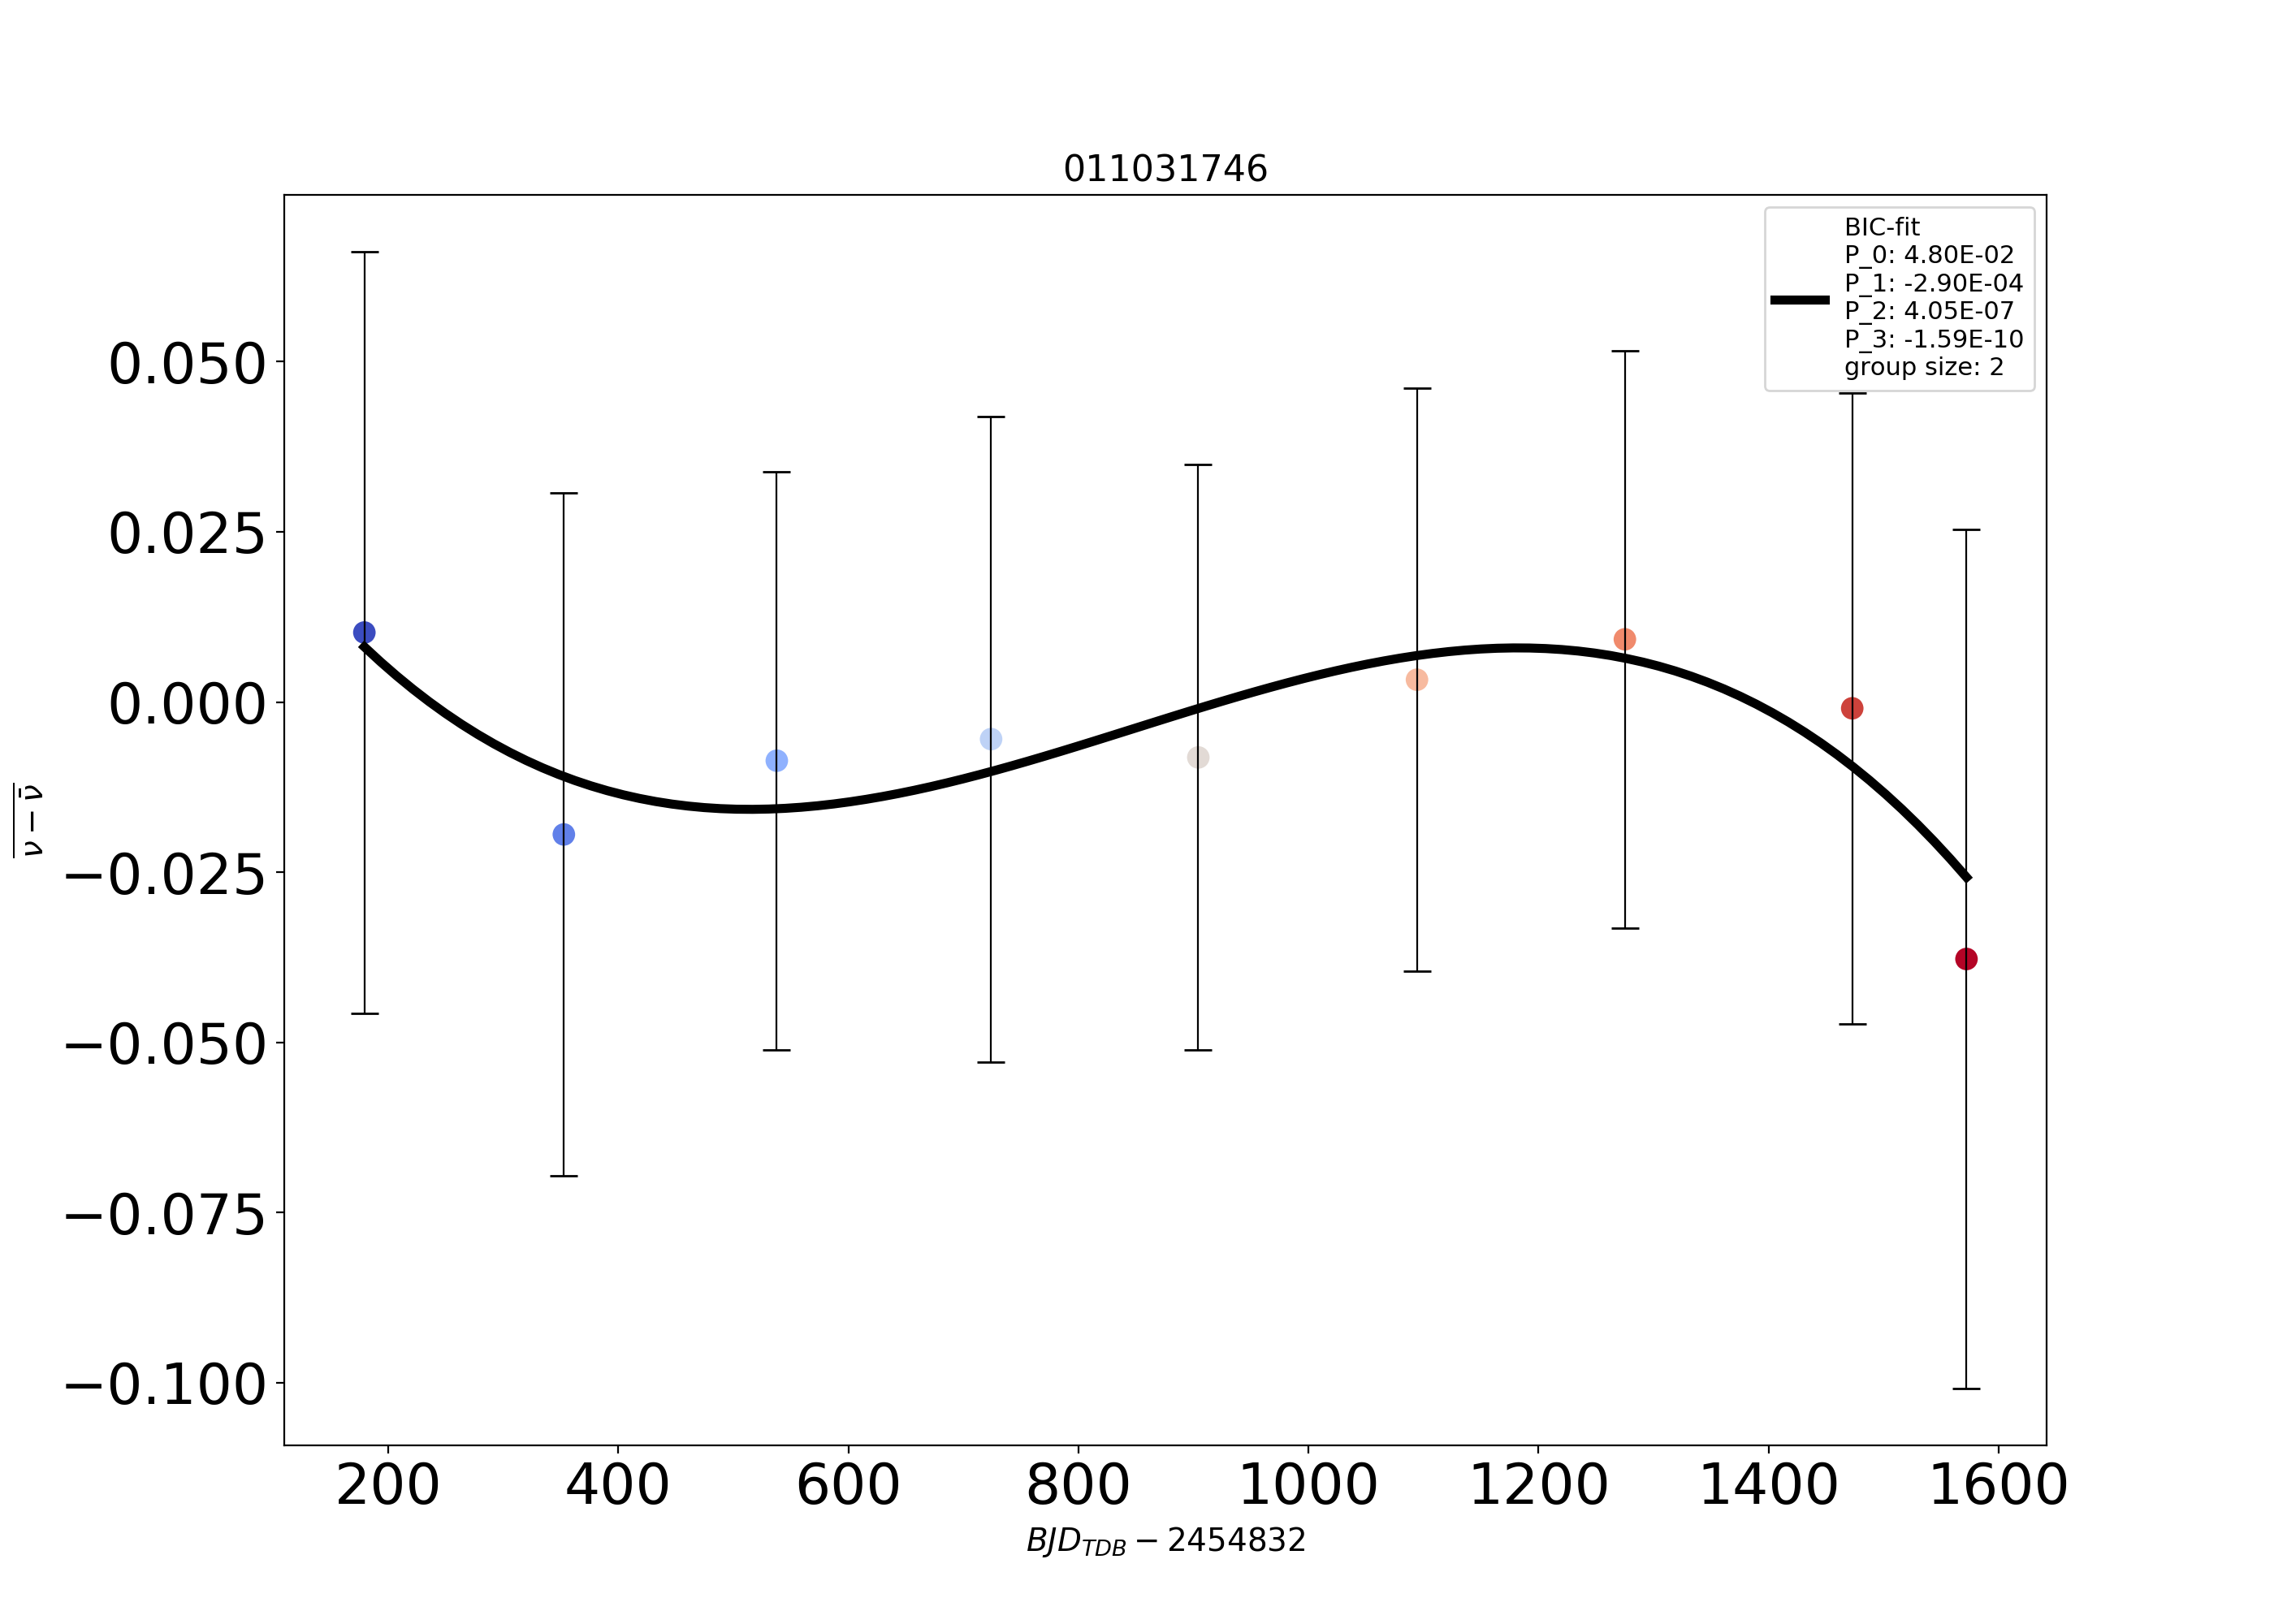 011031746
BIC-fit
P_0: 4.80E-02
P_1: -2.90E-04
P_2: 4.05E-07
P_3: -1.59E-10
group size: 2
0.050
0.025
0.000
−0.025
−0.050
−0.075
−0.100
ν − ν̄
200 400 600 800 1000 1200 1400 1600
BJD_TDB − 2454832